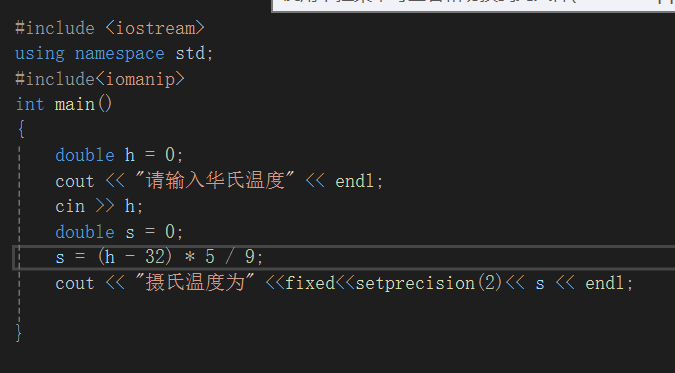 #include <iostream>
using namespace std;
#include<iomanip>
int main()
{
double h = 0;
cout << "请输入华氏温度" << endl;
cin >> h;
double s = 0;
s = (h - 32) * 5 / 9;
cout << "摄氏温度为" <<fixed<<setprecision(2)<< s << endl;
}